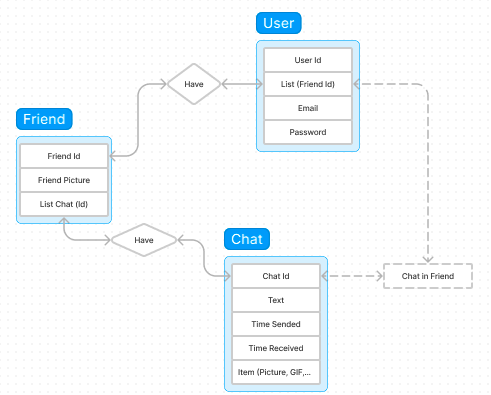 User
User Id
List (Friend Id)
Email
Password
Have
Friend
Friend Id
Friend Picture
List Chat (Id)
Have
Chat
Chat Id
Text
Time Sended
Time Received
Item (Picture, GIF,...
Chat in Friend